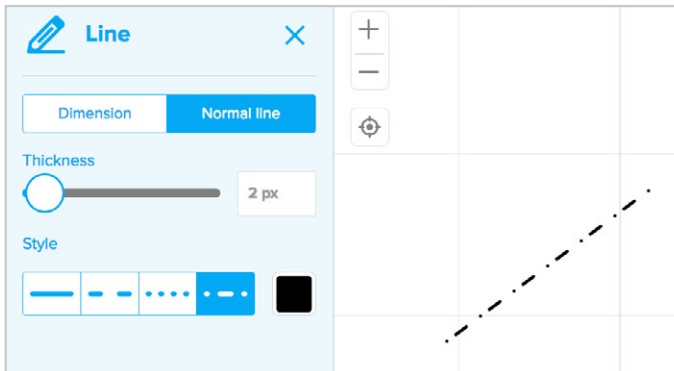 Line
Dimension
Normal line
Thickness
2 px
Style